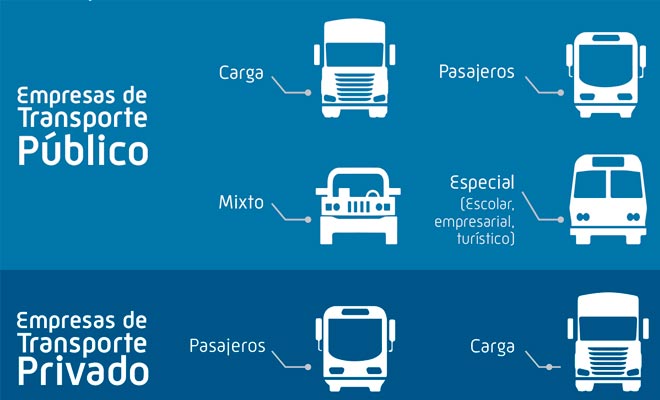 Empresas de
Transporte
Público
Carga
Pasajeros
Mixto
Especial
(Escolar,
empresarial,
turístico)
Empresas de
Transporte
Privado
Pasajeros
Carga